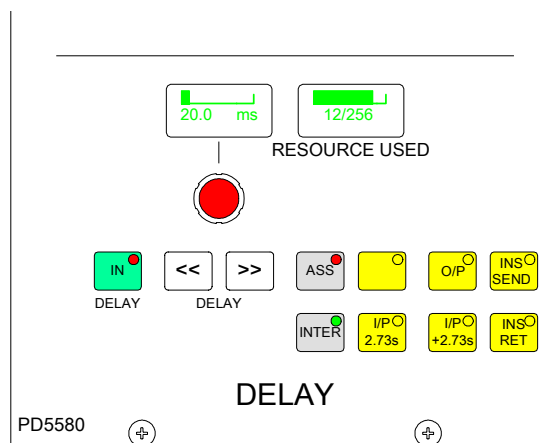 20.0 ms
12/256
RESOURCE USED
IN
<<
>>
ASS
O/P
INS
SEND
DELAY
DELAY
INTER
I/P
2.73s
I/P
+2.73s
INS
RET
DELAY
PD5580